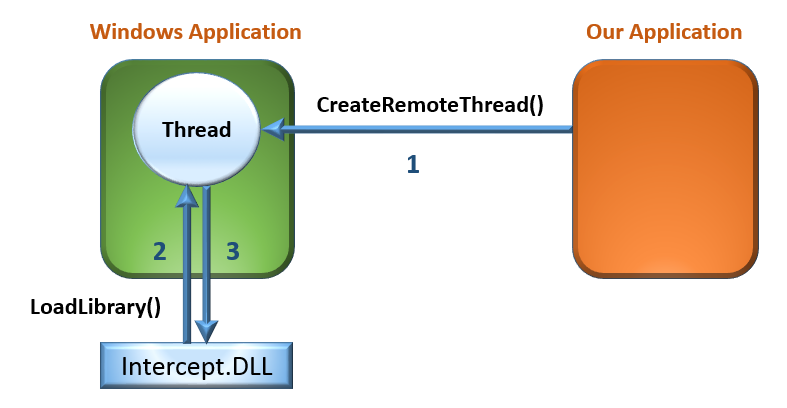 Windows Application
Our Application
CreateRemoteThread()
Thread
1
2
3
LoadLibrary()
Intercept.DLL